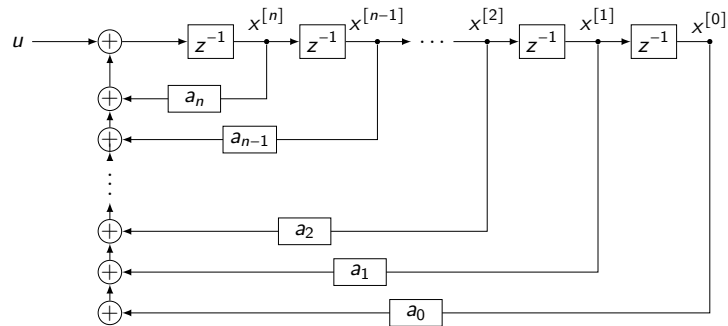 x^{[n]} x^{[n−1]} x^{[2]} x^{[1]} x^{[0]}
u + z^{−1} z^{−1} ⋯ z^{−1} z^{−1}
+ a_n
+ a_{n−1}
⋮
+ a_2
+ a_1
+ a_0